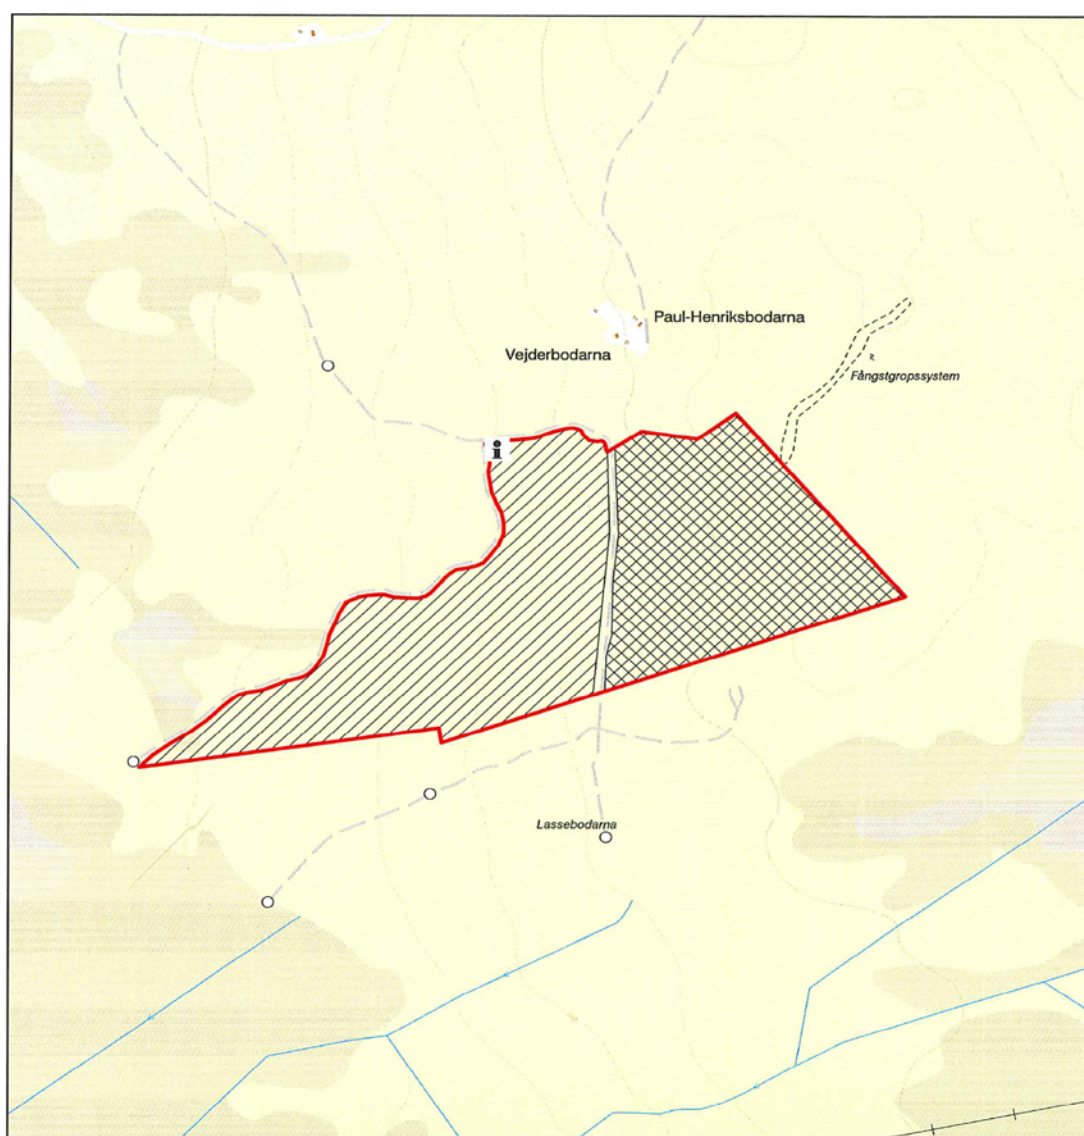 Paul-Henriksbodarna
Vejderbodarna
R
Fångstgropssystem
i
Lassebodarna